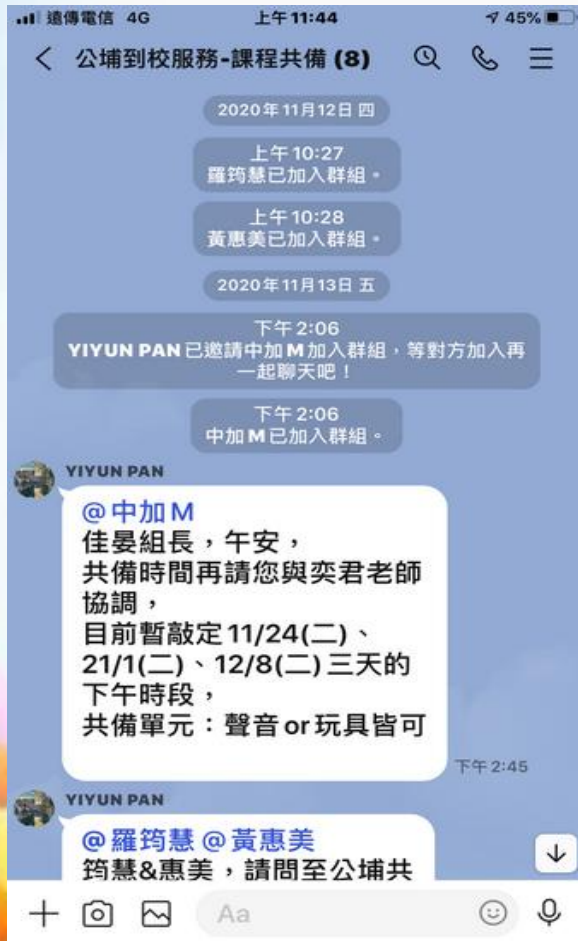 遠傳電信 4G 上午11:44 45%
公埔到校服務-課程共備 (8)
2020年11月12日 四
上午10:27
羅筠慧已加入群組。
上午10:28
黃惠美已加入群組。
2020年11月13日 五
下午2:06
YIYUN PAN 已邀請中加M加入群組，等對方加入再
一起聊天吧！
下午2:06
中加M已加入群組。
YIYUN PAN
@中加M
佳晏組長，午安，
共備時間再請您與奕君老師
協調，
目前暫敲定11/24(二)、
21/1(二)、12/8(二) 三天的
下午時段，
共備單元：聲音or玩具皆可
下午2:45
YIYUN PAN
@羅筠慧 @黃惠美
筠慧&惠美，請問至公埔共
Aa